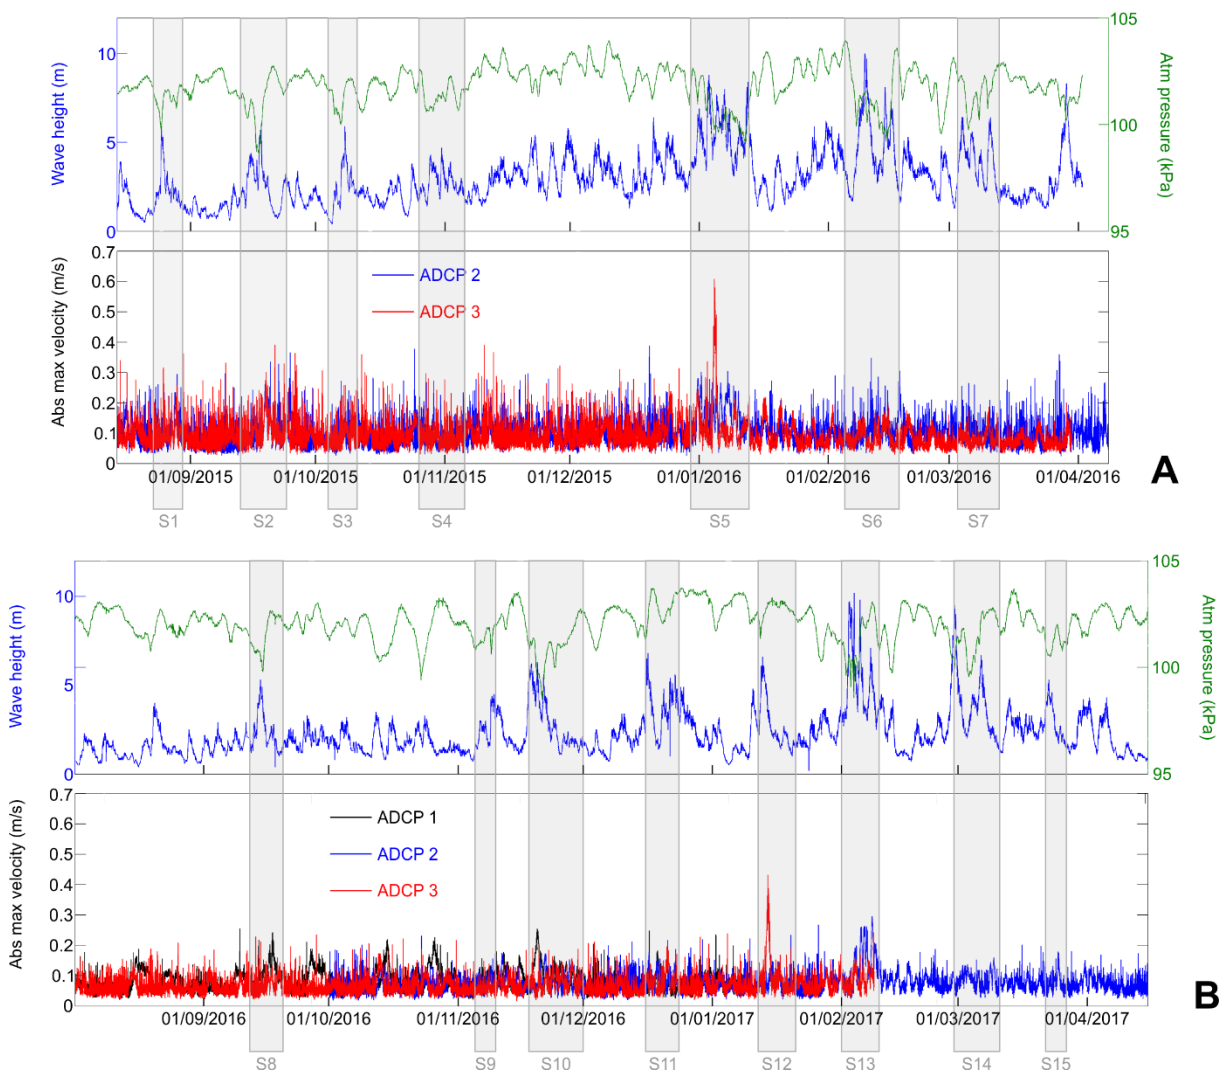 105
10
Wave height (m)
Atm pressure (kPa)
5
100
0
95
0.7
Abs max velocity (m/s)
0.6
ADCP 2
0.5
ADCP 3
0.4
0.3
0.2
0.1
0
01/09/2015 01/10/2015 01/11/2015 01/12/2015 01/01/2016 01/02/2016 01/03/2016 01/04/2016
A
S1 S2 S3 S4 S5 S6 S7
105
10
Wave height (m)
Atm pressure (kPa)
100
5
0
95
0.7
Abs max velocity (m/s)
ADCP 1
0.6
0.5
ADCP 2
0.4
ADCP 3
0.3
0.2
0.1
0
01/09/2016 01/10/2016 01/11/2016 01/12/2016 01/01/2017 01/02/2017 01/03/2017 01/04/2017
B
S8 S9 S10 S11 S12 S13 S14 S15